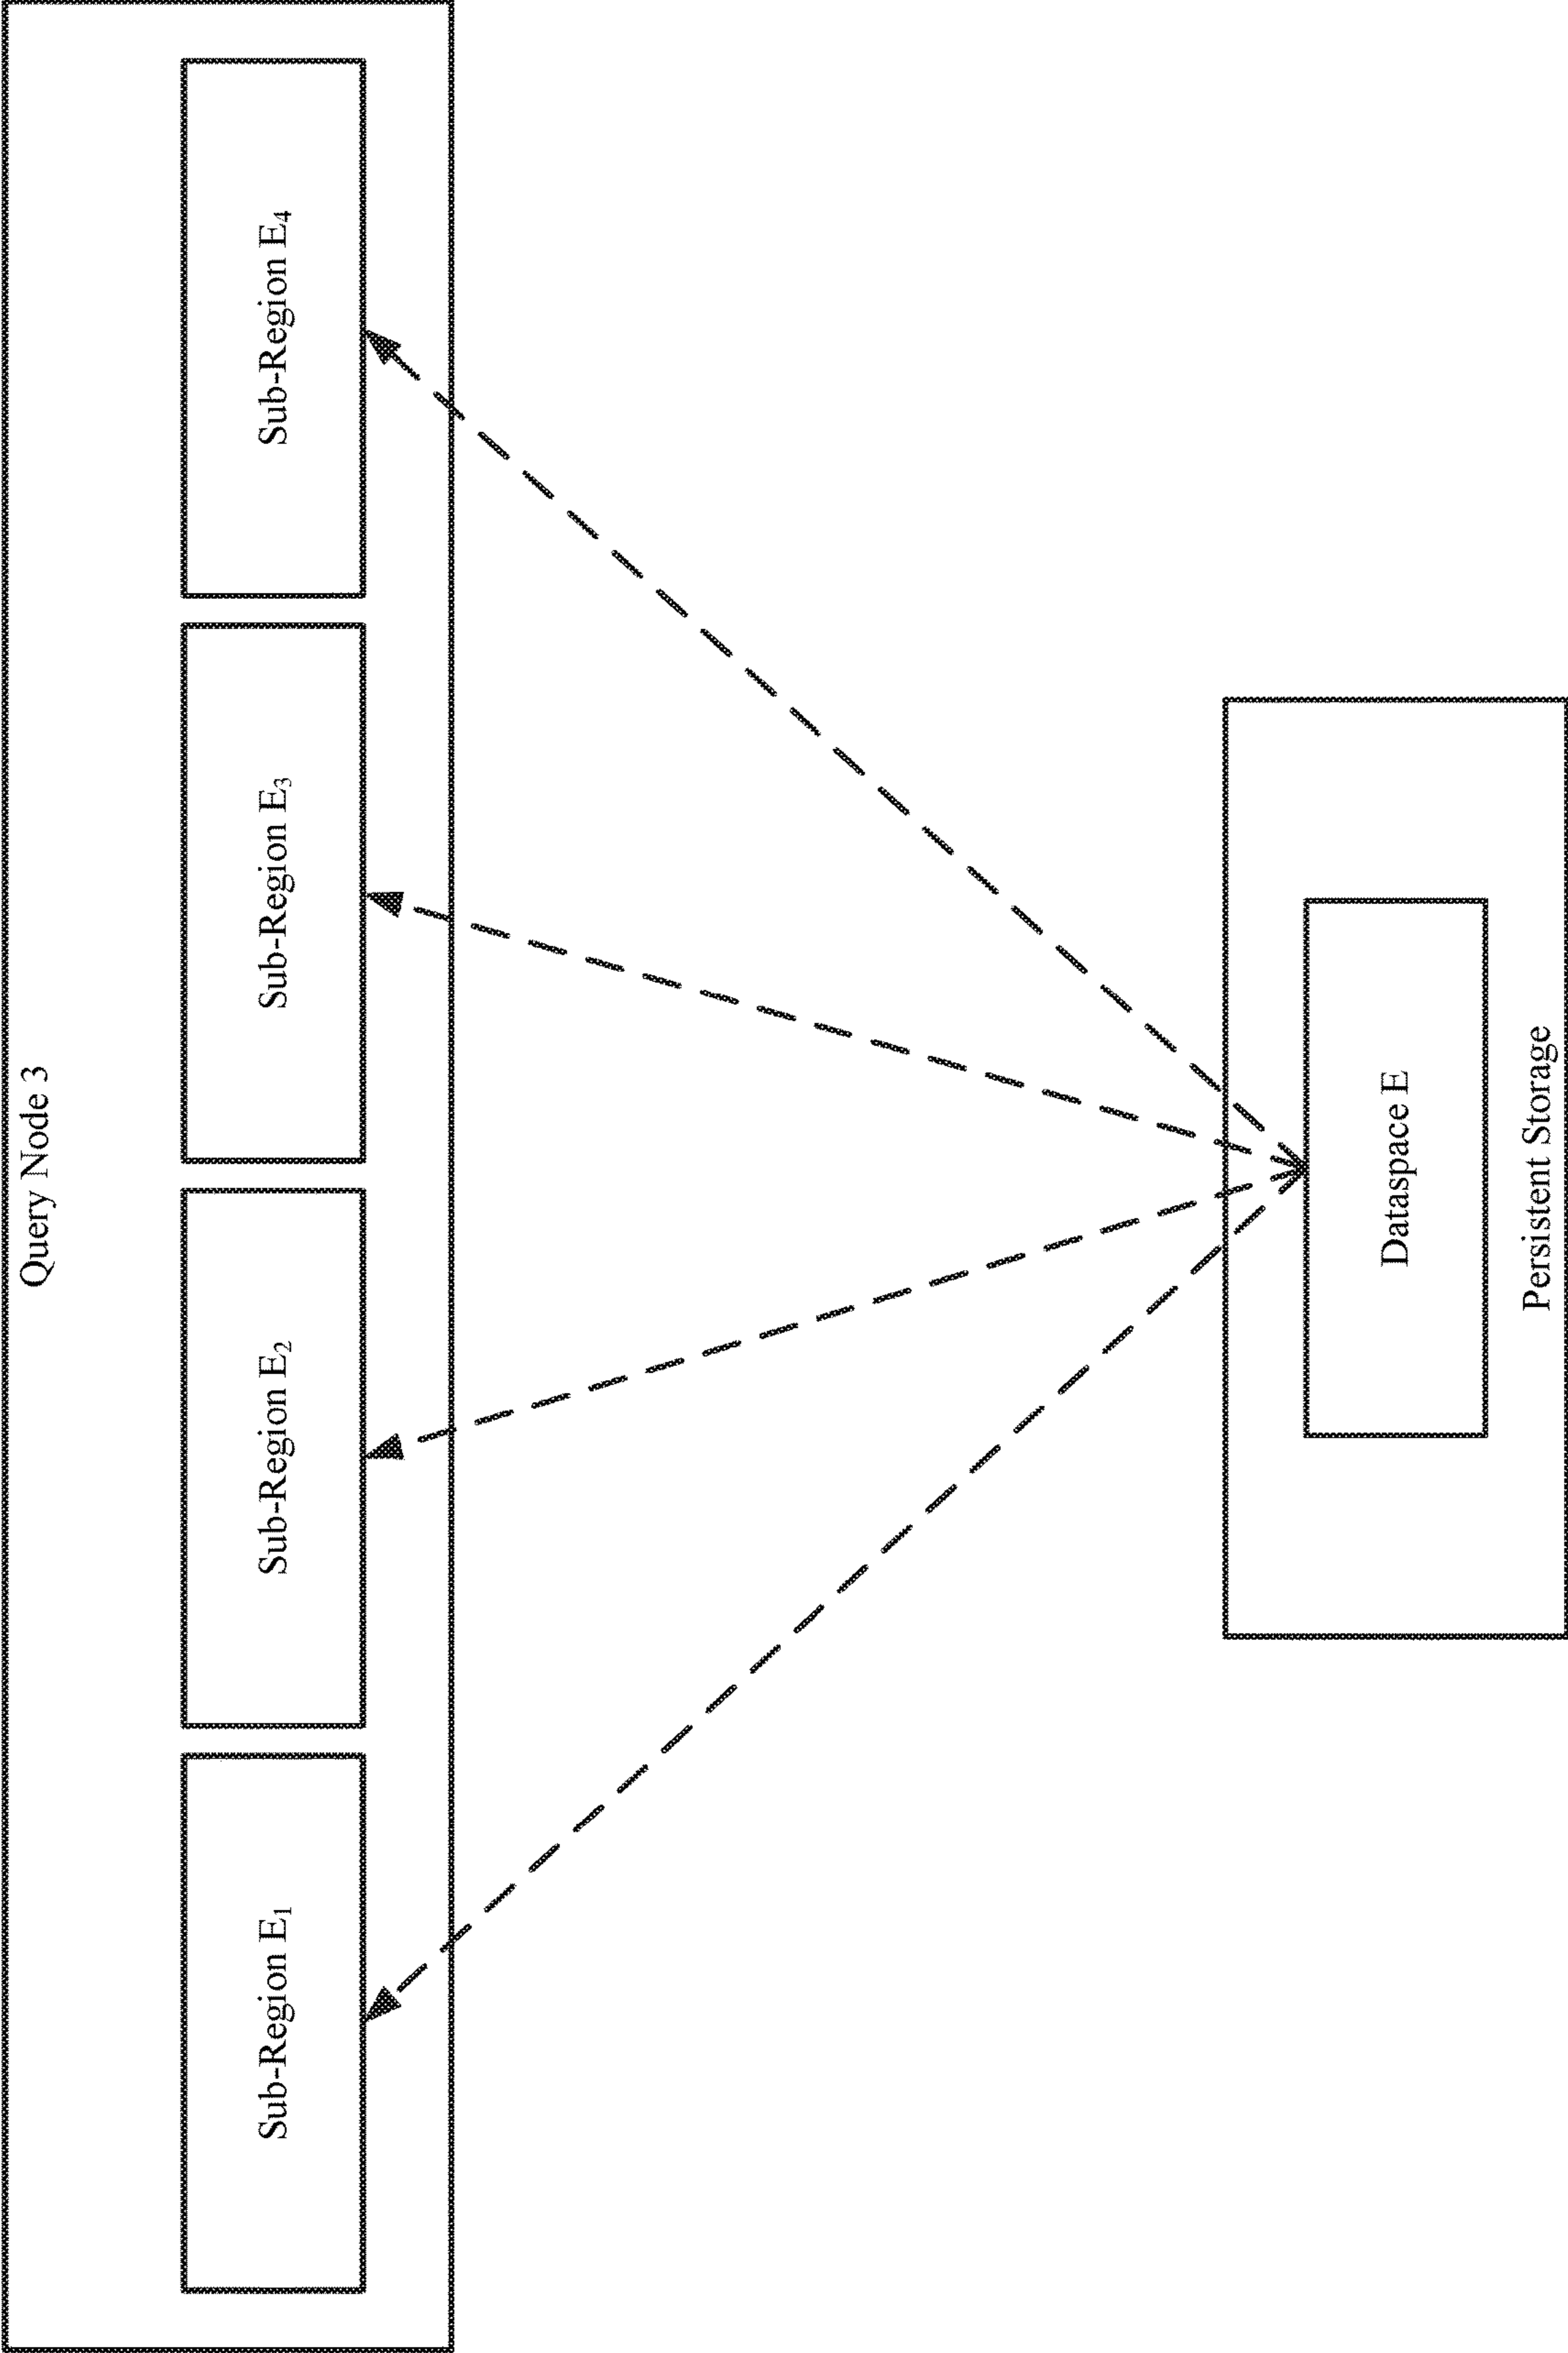 Query Node 3
Sub-Region E₁
Sub-Region E₂
Sub-Region E₃
Sub-Region E₄
Dataspace E
Persistent Storage